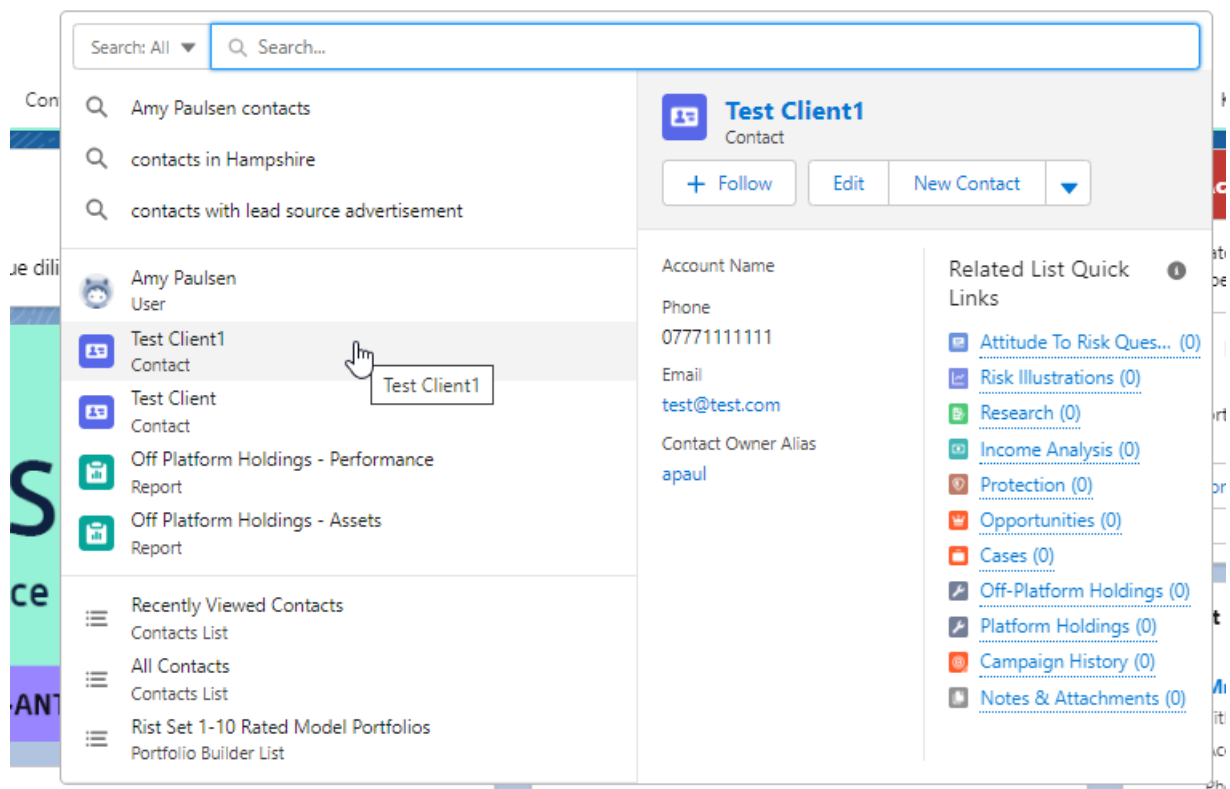 Search: All
Search...
Con
Amy Paulsen contacts
contacts in Hampshire
contacts with lead source advertisement
ue dili
Amy Paulsen
User
Test Client1
Contact
Test Client1
Test Client
Contact
Off Platform Holdings - Performance
Report
Off Platform Holdings - Assets
Report
S
ce
-ANT
Recently Viewed Contacts
Contacts List
All Contacts
Contacts List
Rist Set 1-10 Rated Model Portfolios
Portfolio Builder List
Test Client1
Contact
+ Follow
Edit
New Contact
Account Name
Phone
07771111111
Email
test@test.com
Contact Owner Alias
apaul
Related List Quick
Links
Attitude To Risk Ques... (0)
Risk Illustrations (0)
Research (0)
Income Analysis (0)
Protection (0)
Opportunities (0)
Cases (0)
Off-Platform Holdings (0)
Platform Holdings (0)
Campaign History (0)
Notes & Attachments (0)